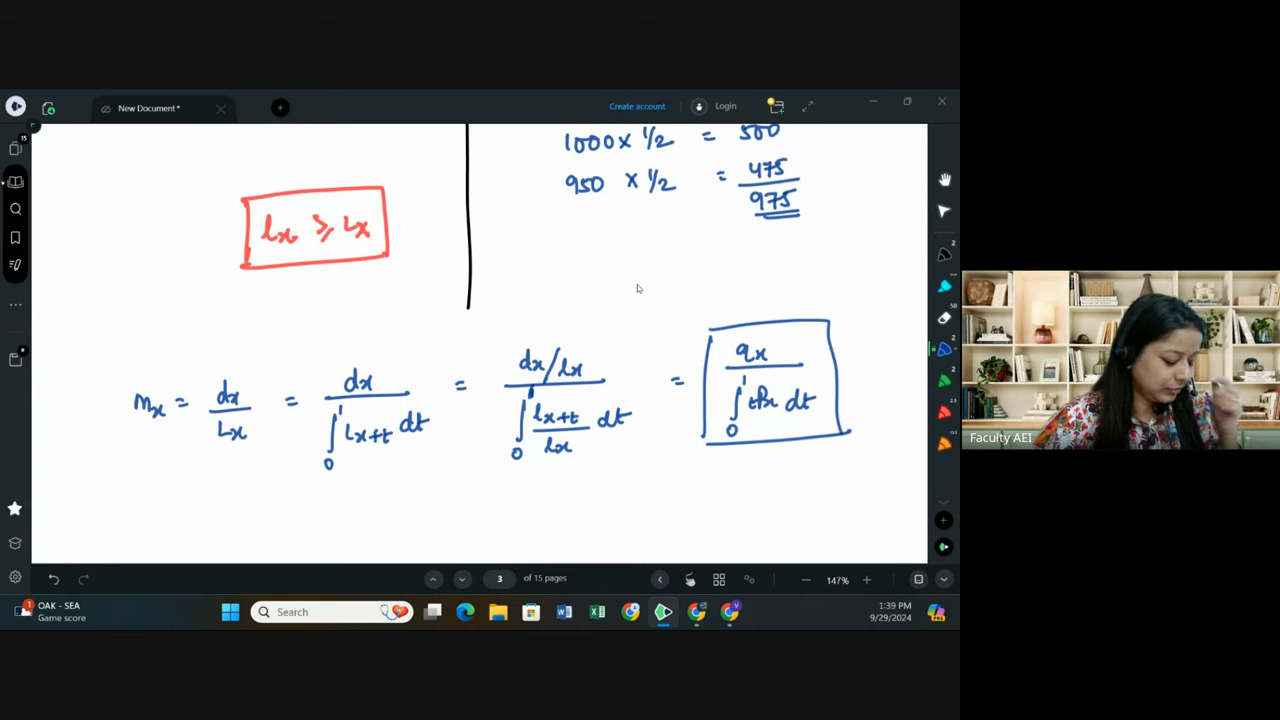 New Document*
Create account
Login
15
1000 x 1/2 = 500
950 x 1/2 = 475
975
lx ≥ Lx
mx = dx / Lx = dx / ∫₀¹ lx+t dt = dx/lx / ∫₀¹ lx+t / lx dt = qx / ∫₀¹ tPx dt
Faculty AEI
3 of 15 pages
147%
OAK - SEA
Game score
Search
1:39 PM
9/29/2024